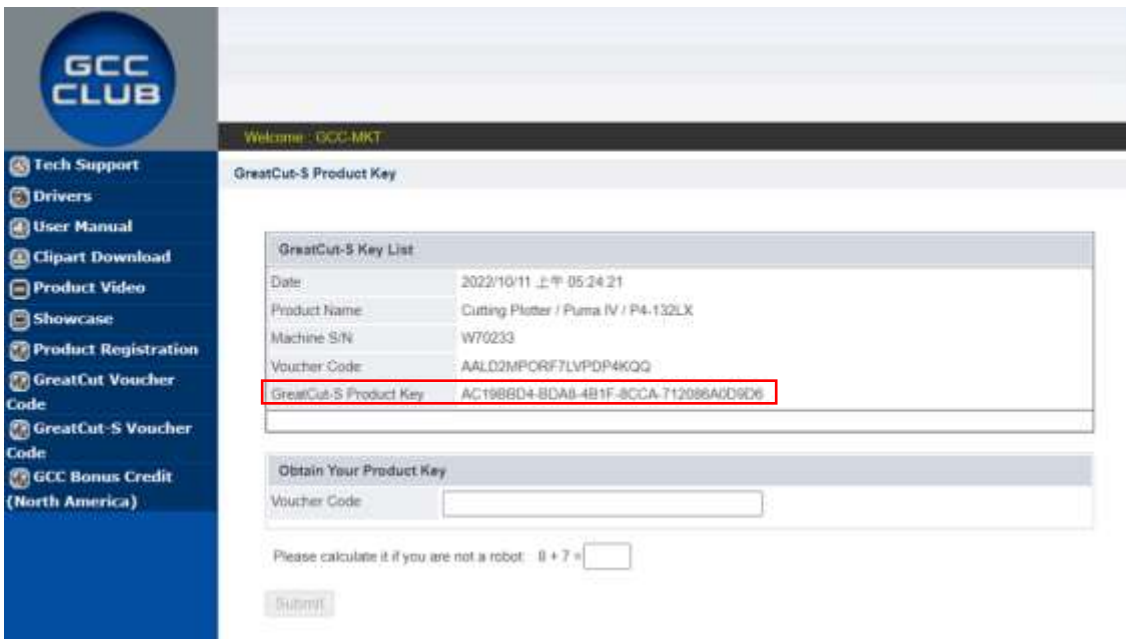 GCC
CLUB
Welcome : GCC-MKT
Tech Support
Drivers
User Manual
Clipart Download
Product Video
Showcase
Product Registration
GreatCut Voucher
Code
GreatCut-S Voucher
Code
GCC Bonus Credit
(North America)
GreatCut-S Product Key
GreatCut-S Key List
Date 2022/10/11 上午 05:24:21
Product Name Cutting Plotter / Puma IV / P4-132LX
Machine S/N W70233
Voucher Code AALD2MPORF7LVPDP4KQQ
GreatCut-S Product Key AC19BBD4-BDA8-4B1F-8CCA-712086A0D9D6
Obtain Your Product Key
Voucher Code
Please calculate it if you are not a robot: 8 + 7 =
Submit